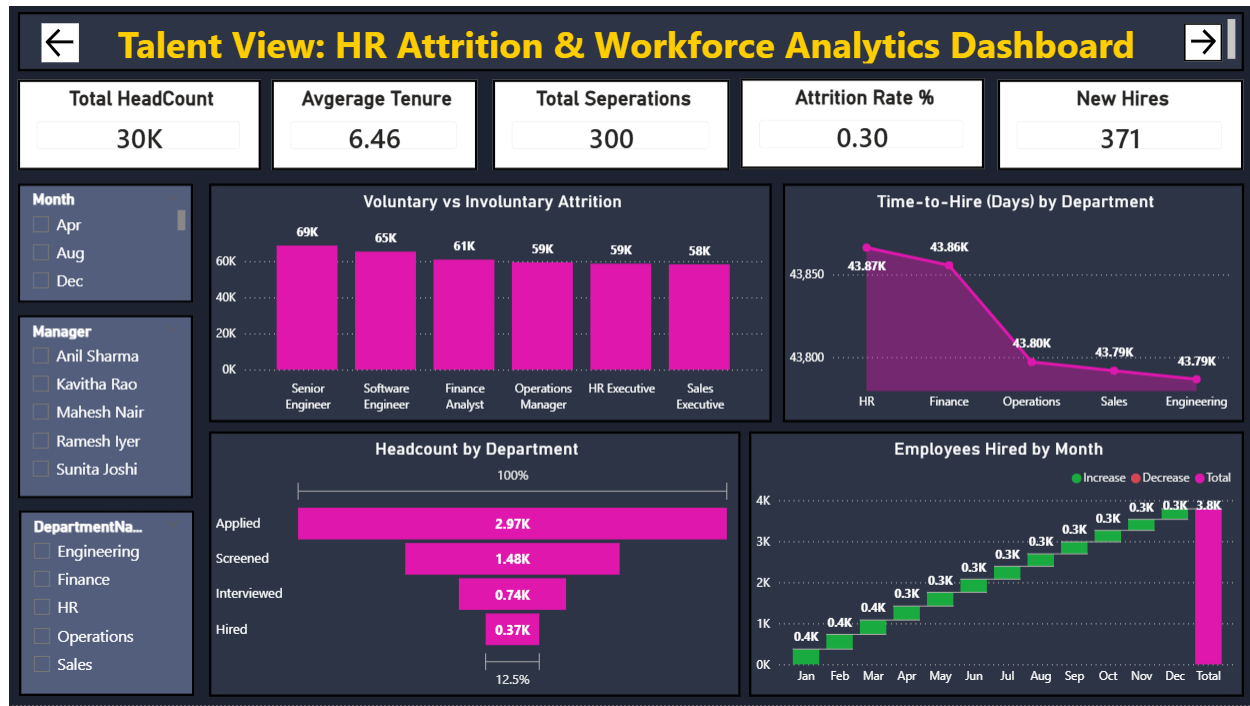 Talent View: HR Attrition & Workforce Analytics Dashboard
Total HeadCount
30K
Avgerage Tenure
6.46
Total Seperations
300
Attrition Rate %
0.30
New Hires
371
Month
Apr
Aug
Dec
Manager
Anil Sharma
Kavitha Rao
Mahesh Nair
Ramesh Iyer
Sunita Joshi
DepartmentNa...
Engineering
Finance
HR
Operations
Sales
Voluntary vs Involuntary Attrition
69K
65K
61K
59K
59K
58K
60K
40K
20K
0K
Senior Engineer
Software Engineer
Finance Analyst
Operations Manager
HR Executive
Sales Executive
Time-to-Hire (Days) by Department
43,850
43,800
43.87K
43.86K
43.80K
43.79K
43.79K
HR
Finance
Operations
Sales
Engineering
Headcount by Department
100%
Applied
2.97K
Screened
1.48K
Interviewed
0.74K
Hired
0.37K
12.5%
Employees Hired by Month
Increase
Decrease
Total
4K
3K
2K
1K
0K
0.4K
0.4K
0.4K
0.3K
0.3K
0.3K
0.3K
0.3K
0.3K
0.3K
0.3K
0.3K
3.8K
Jan
Feb
Mar
Apr
May
Jun
Jul
Aug
Sep
Oct
Nov
Dec
Total